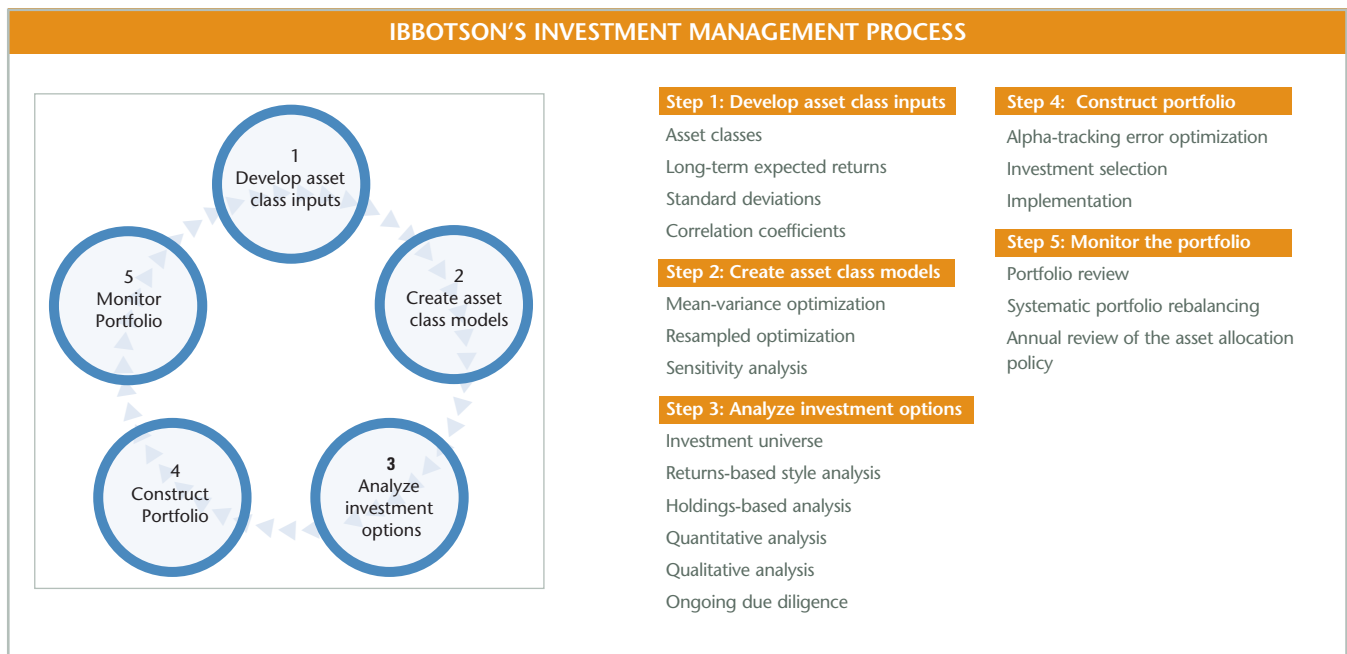 IBBOTSON’S INVESTMENT MANAGEMENT PROCESS
1
Develop asset
class inputs
2
Create asset
class models
3
Analyze
investment
options
4
Construct
Portfolio
5
Monitor
Portfolio
Step 1: Develop asset class inputs
Asset classes
Long-term expected returns
Standard deviations
Correlation coefficients
Step 2: Create asset class models
Mean-variance optimization
Resampled optimization
Sensitivity analysis
Step 3: Analyze investment options
Investment universe
Returns-based style analysis
Holdings-based analysis
Quantitative analysis
Qualitative analysis
Ongoing due diligence
Step 4: Construct portfolio
Alpha-tracking error optimization
Investment selection
Implementation
Step 5: Monitor the portfolio
Portfolio review
Systematic portfolio rebalancing
Annual review of the asset allocation
policy